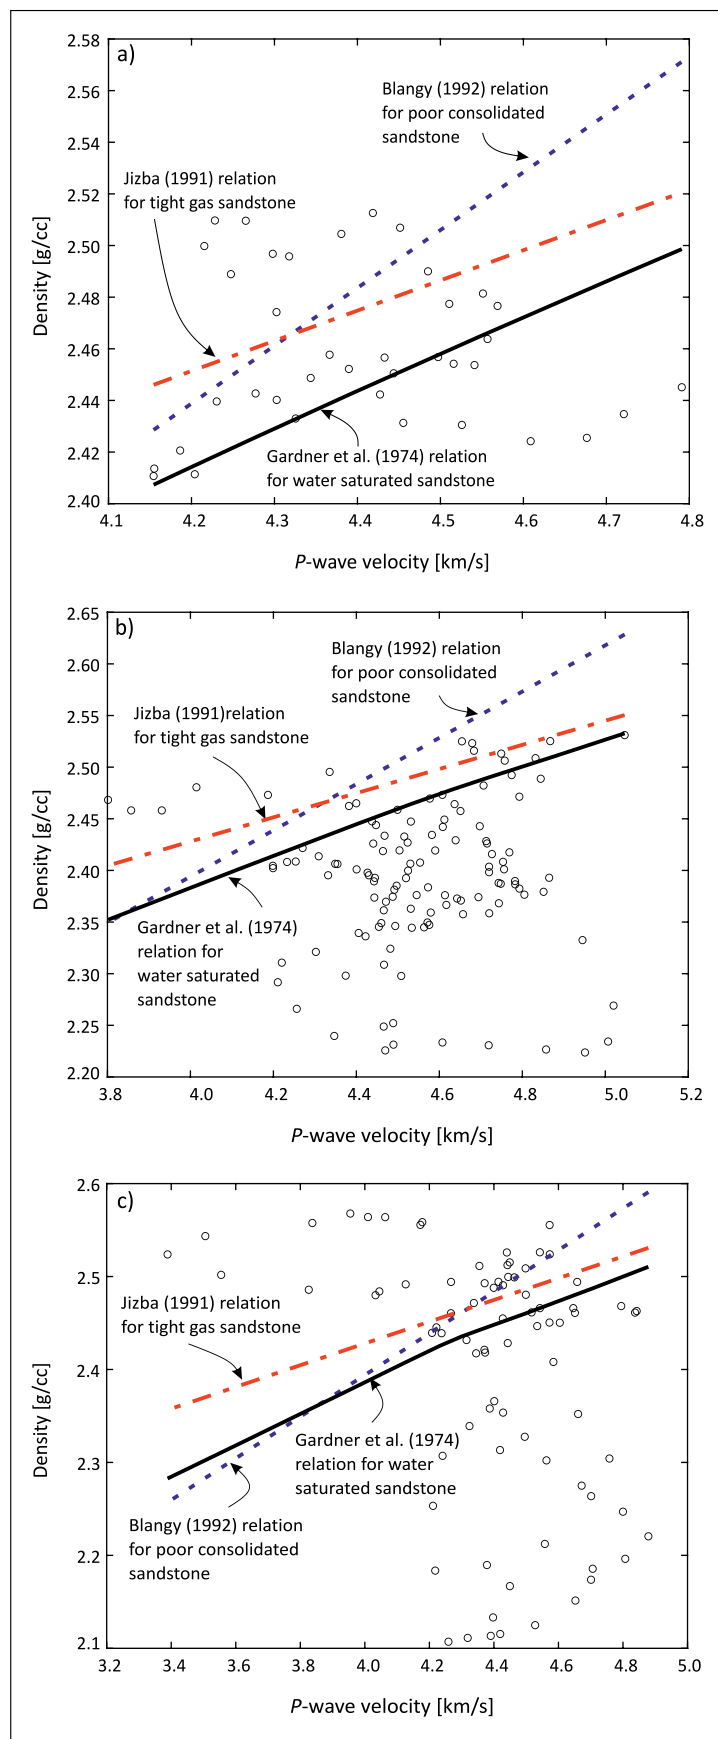 a)
2.58
2.56
2.54
2.52
2.50
2.48
2.46
2.44
2.42
2.40
Density [g/cc]
Blangy (1992) relation
for poor consolidated
sandstone
Jizba (1991) relation
for tight gas sandstone
Gardner et al. (1974) relation
for water saturated sandstone
4.1 4.2 4.3 4.4 4.5 4.6 4.7 4.8
P-wave velocity [km/s]
b)
2.65
2.60
2.55
2.50
2.45
2.40
2.35
2.30
2.25
2.20
Density [g/cc]
Blangy (1992) relation
for poor consolidated
sandstone
Jizba (1991)relation
for tight gas sandstone
Gardner et al. (1974)
relation for
water saturated
sandstone
3.8 4.0 4.2 4.4 4.6 4.8 5.0 5.2
P-wave velocity [km/s]
c)
2.6
2.5
2.4
2.3
2.2
2.1
Density [g/cc]
Jizba (1991) relation
for tight gas sandstone
Gardner et al. (1974)
relation for water
saturated sandstone
Blangy (1992) relation
for poor consolidated
sandstone
3.2 3.4 3.6 3.8 4.0 4.2 4.4 4.6 4.8 5.0
P-wave velocity [km/s]